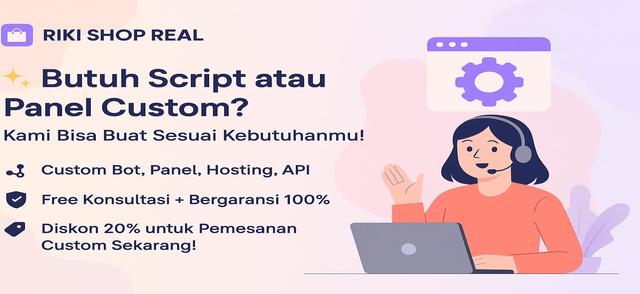 RIKI SHOP REAL
Butuh Script atau
Panel Custom?
Kami Bisa Buat Sesuai Kebutuhanmu!
Custom Bot, Panel, Hosting, API
Free Konsultasi + Bergaransi 100%
Diskon 20% untuk Pemesanan
Custom Sekarang!